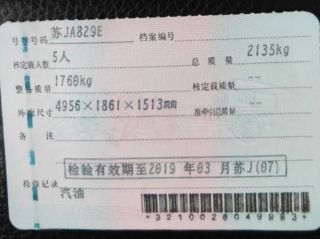 号牌号码 苏JA829E 档案编号
核定载人数 5人 总质量 2135kg
整备质量 1760kg 核定载质量 --
外廓尺寸 4956×1861×1513mm 准牵引总质量 --
备注
检验有效期至2019年03月苏J(07)
检验记录
汽油
*3210028049983*